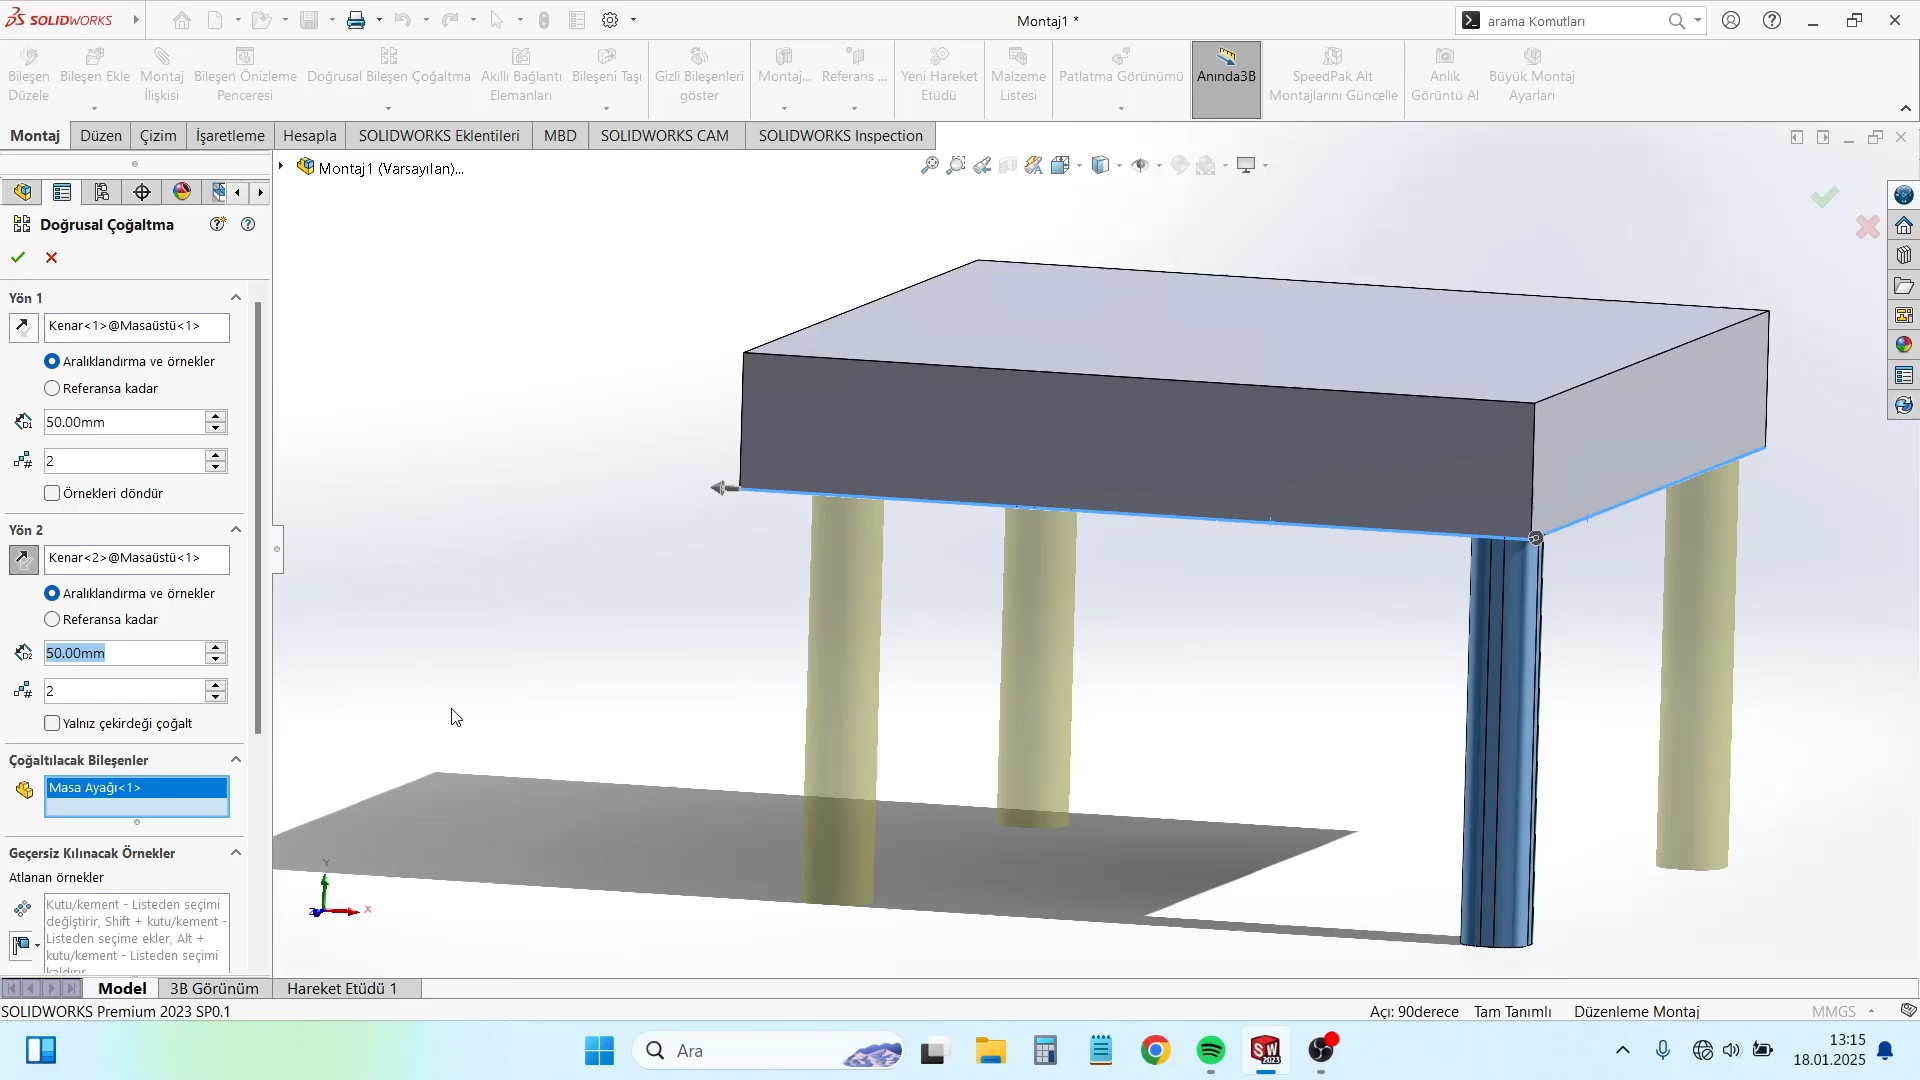 SOLIDWORKS
Montaj1 *
arama Komutları
Bileşen Düzele
Bileşen Ekle
Montaj İlişkisi
Bileşen Önizleme Penceresi
Doğrusal Bileşen Çoğaltma
Akıllı Bağlantı Elemanları
Bileşeni Taşı
Gizli Bileşenleri göster
Montaj...
Referans ...
Yeni Hareket Etüdü
Malzeme Listesi
Patlatma Görünümü
Anında3B
SpeedPak Alt Montajlarını Güncelle
Anlık Görüntü Al
Büyük Montaj Ayarları
Montaj
Düzen
Çizim
İşaretleme
Hesapla
SOLIDWORKS Eklentileri
MBD
SOLIDWORKS CAM
SOLIDWORKS Inspection
Montaj1 (Varsayılan)...
Doğrusal Çoğaltma
Yön 1
Kenar<1>@Masaüstü<1>
Aralıklandırma ve örnekler
Referansa kadar
D1
50.00mm
#
2
Örnekleri döndür
Yön 2
Kenar<2>@Masaüstü<1>
Aralıklandırma ve örnekler
Referansa kadar
D2
50.00mm
#
2
Yalnız çekirdeği çoğalt
Çoğaltılacak Bileşenler
Masa Ayağı<1>
Geçersiz Kılınacak Örnekler
Atlanan örnekler
Kutu/kement - Listeden seçimi
değiştirir, Shift + kutu/kement -
Listeden seçime ekler, Alt +
kutu/kement - Listeden seçimi
Y
X
Z
Model
3B Görünüm
Hareket Etüdü 1
SOLIDWORKS Premium 2023 SP0.1
Açı: 90derece
Tam Tanımlı
Düzenleme Montaj
MMGS
Ara
SW
2023
13:15
18.01.2025